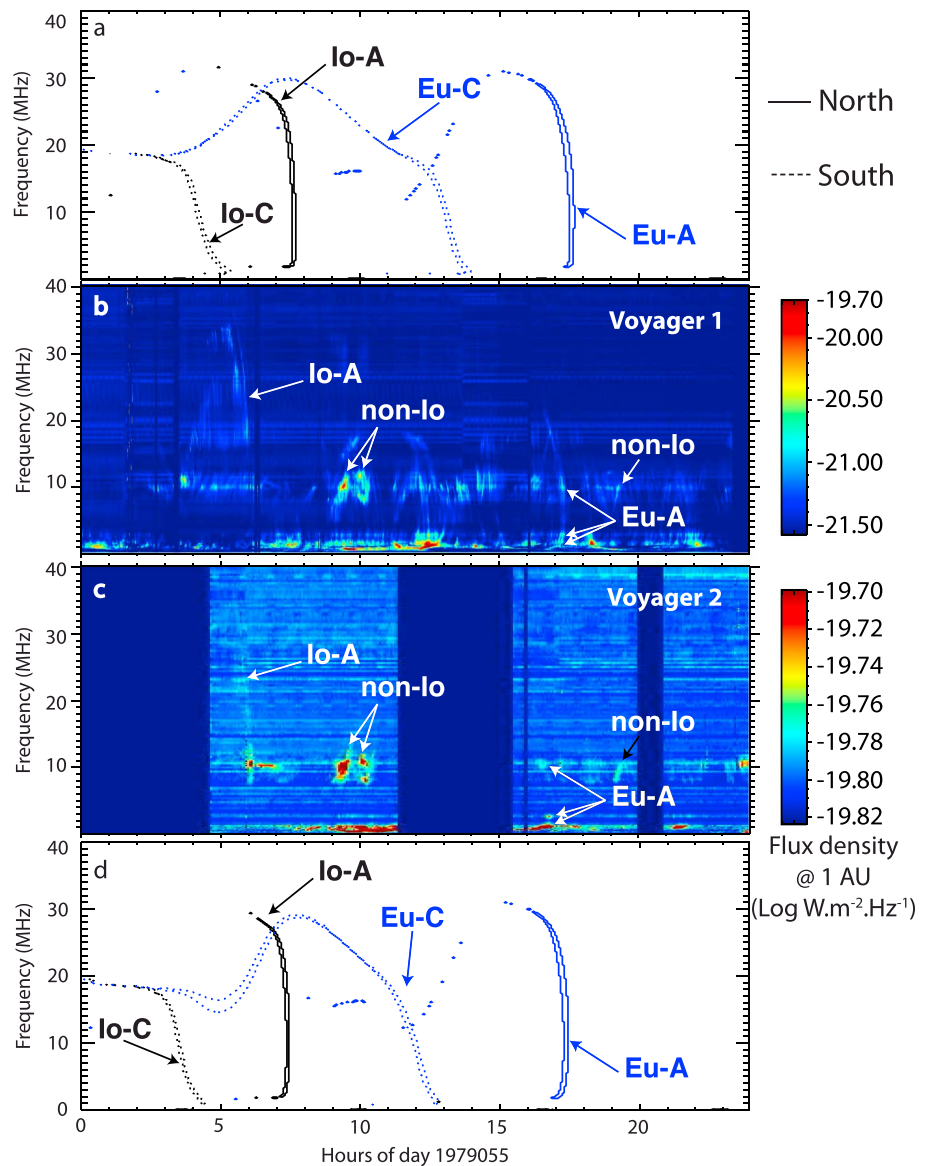 a
40
30
20
10
Frequency (MHz)
Io-A
Eu-C
Io-C
Eu-A
North
South
b
Voyager 1
40
30
20
10
Frequency (MHz)
Io-A
non-Io
non-Io
Eu-A
-19.70
-20.00
-20.50
-21.00
-21.50
c
Voyager 2
40
30
20
10
Frequency (MHz)
Io-A
non-Io
non-Io
Eu-A
-19.70
-19.72
-19.74
-19.76
-19.78
-19.80
-19.82
Flux density
@ 1 AU
(Log W.m-2.Hz-1)
d
40
30
20
10
0
Frequency (MHz)
Io-A
Eu-C
Io-C
Eu-A
0 5 10 15 20
Hours of day 1979055